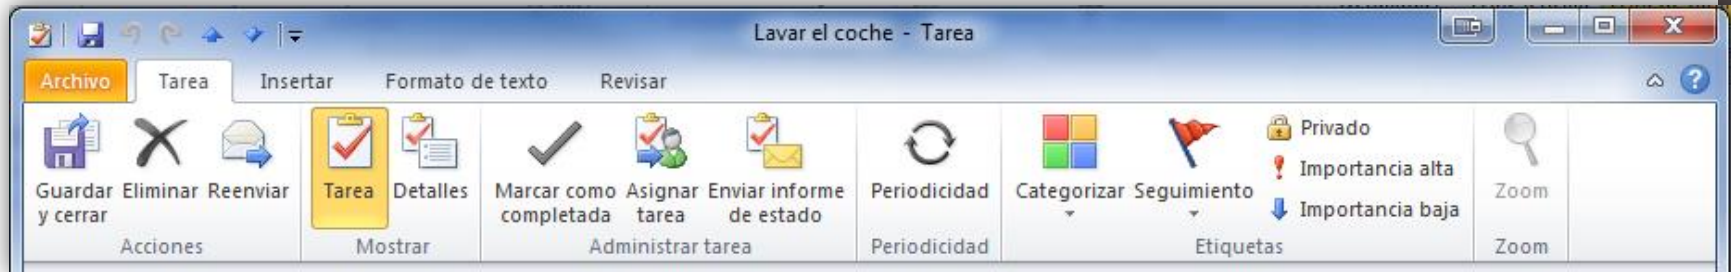 Lavar el coche - Tarea
Archivo Tarea Insertar Formato de texto Revisar
Guardar y cerrar
Eliminar
Reenviar
Acciones
Tarea
Detalles
Mostrar
Marcar como completada
Asignar tarea
Enviar informe de estado
Administrar tarea
Periodicidad
Periodicidad
Categorizar
Seguimiento
Privado
Importancia alta
Importancia baja
Etiquetas
Zoom
Zoom